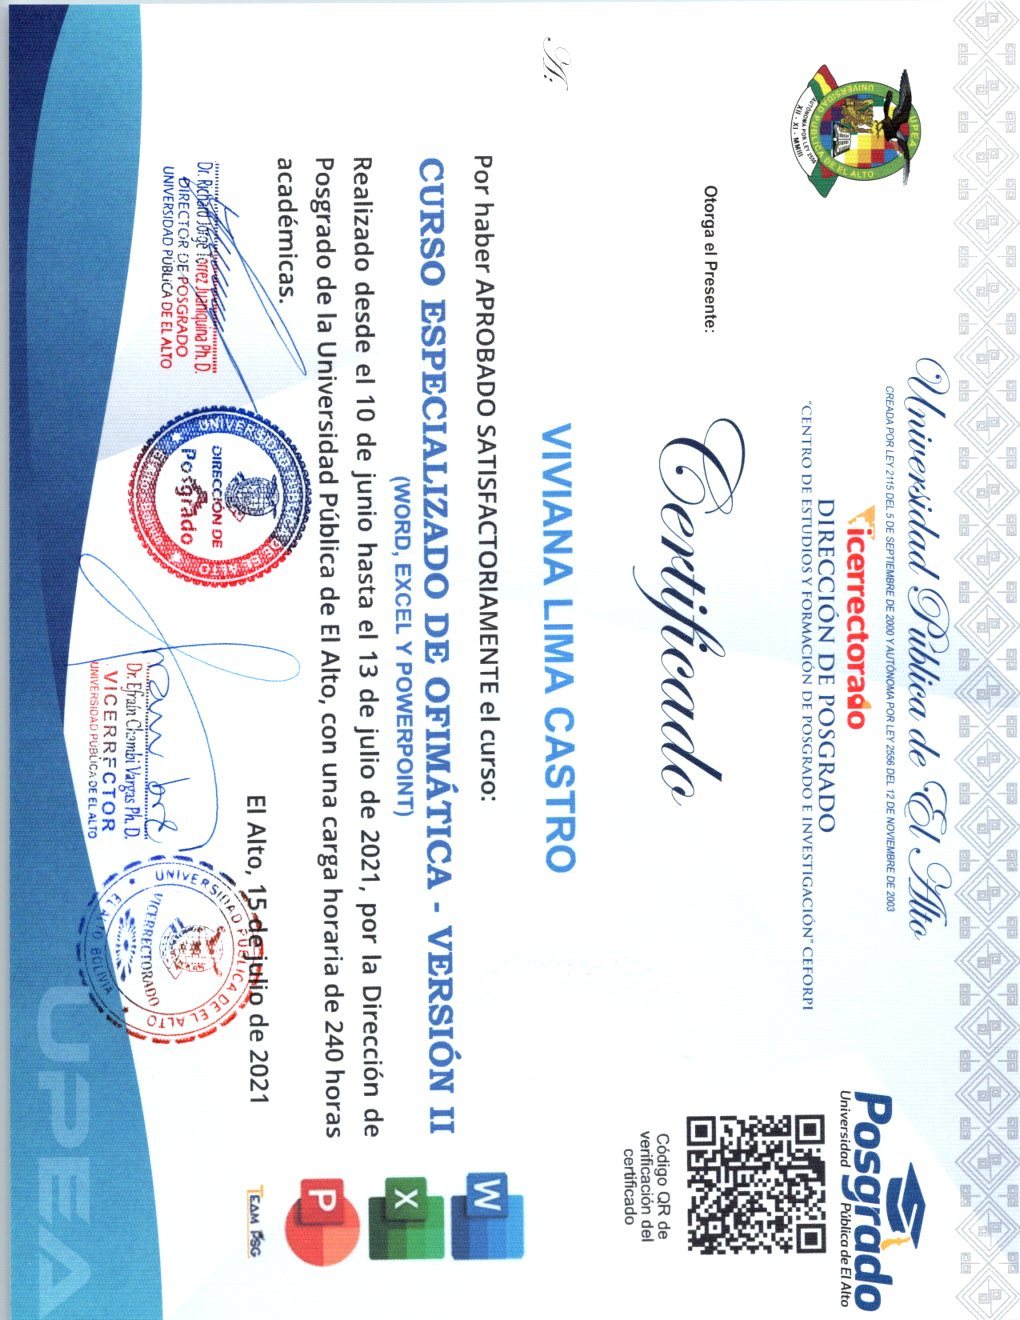 UPEA
UNIVERSIDAD PÚBLICA DE EL ALTO
AUTÓNOMA POR LEY 2556
XII - XI - MMIII
Universidad Pública de El Alto
CREADA POR LEY 2115 DEL 5 DE SEPTIEMBRE DE 2000 Y AUTÓNOMA POR LEY 2556 DEL 12 DE NOVIEMBRE DE 2003
Vicerrectorado
DIRECCIÓN DE POSGRADO
"CENTRO DE ESTUDIOS Y FORMACIÓN DE POSGRADO E INVESTIGACIÓN" CEFORPI
Posgrado
Universidad Pública de El Alto
Otorga el Presente:
Certificado
Código QR de
verificación del
certificado
A:
VIVIANA LIMA CASTRO
Por haber APROBADO SATISFACTORIAMENTE el curso:
CURSO ESPECIALIZADO DE OFIMÁTICA - VERSIÓN II
(WORD, EXCEL Y POWERPOINT)
Realizado desde el 10 de junio hasta el 13 de julio de 2021, por la Dirección de
Posgrado de la Universidad Pública de El Alto, con una carga horaria de 240 horas
académicas.
W
X
P
El Alto, 15 de julio de 2021
TEAM PSG
Dr. Richard Jorge Torrez Juaniquina Ph. D.
DIRECTOR DE POSGRADO
UNIVERSIDAD PÚBLICA DE EL ALTO
DIRECCIÓN DE
Posgrado
Dr. Efraín Chambi Vargas Ph. D.
VICERRECTOR
UNIVERSIDAD PÚBLICA DE EL ALTO
UNIVERSIDAD PÚBLICA DE EL ALTO
VICERRECTORADO
EL ALTO BOLIVIA
UPEA